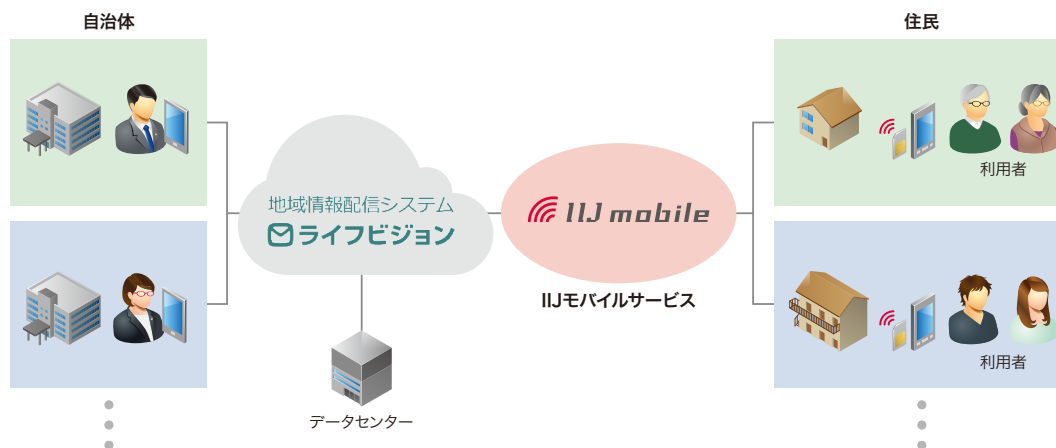 自治体
住民
地域情報配信システム
ライフビジョン
IIJ mobile
IIJモバイルサービス
データセンター
利用者
利用者